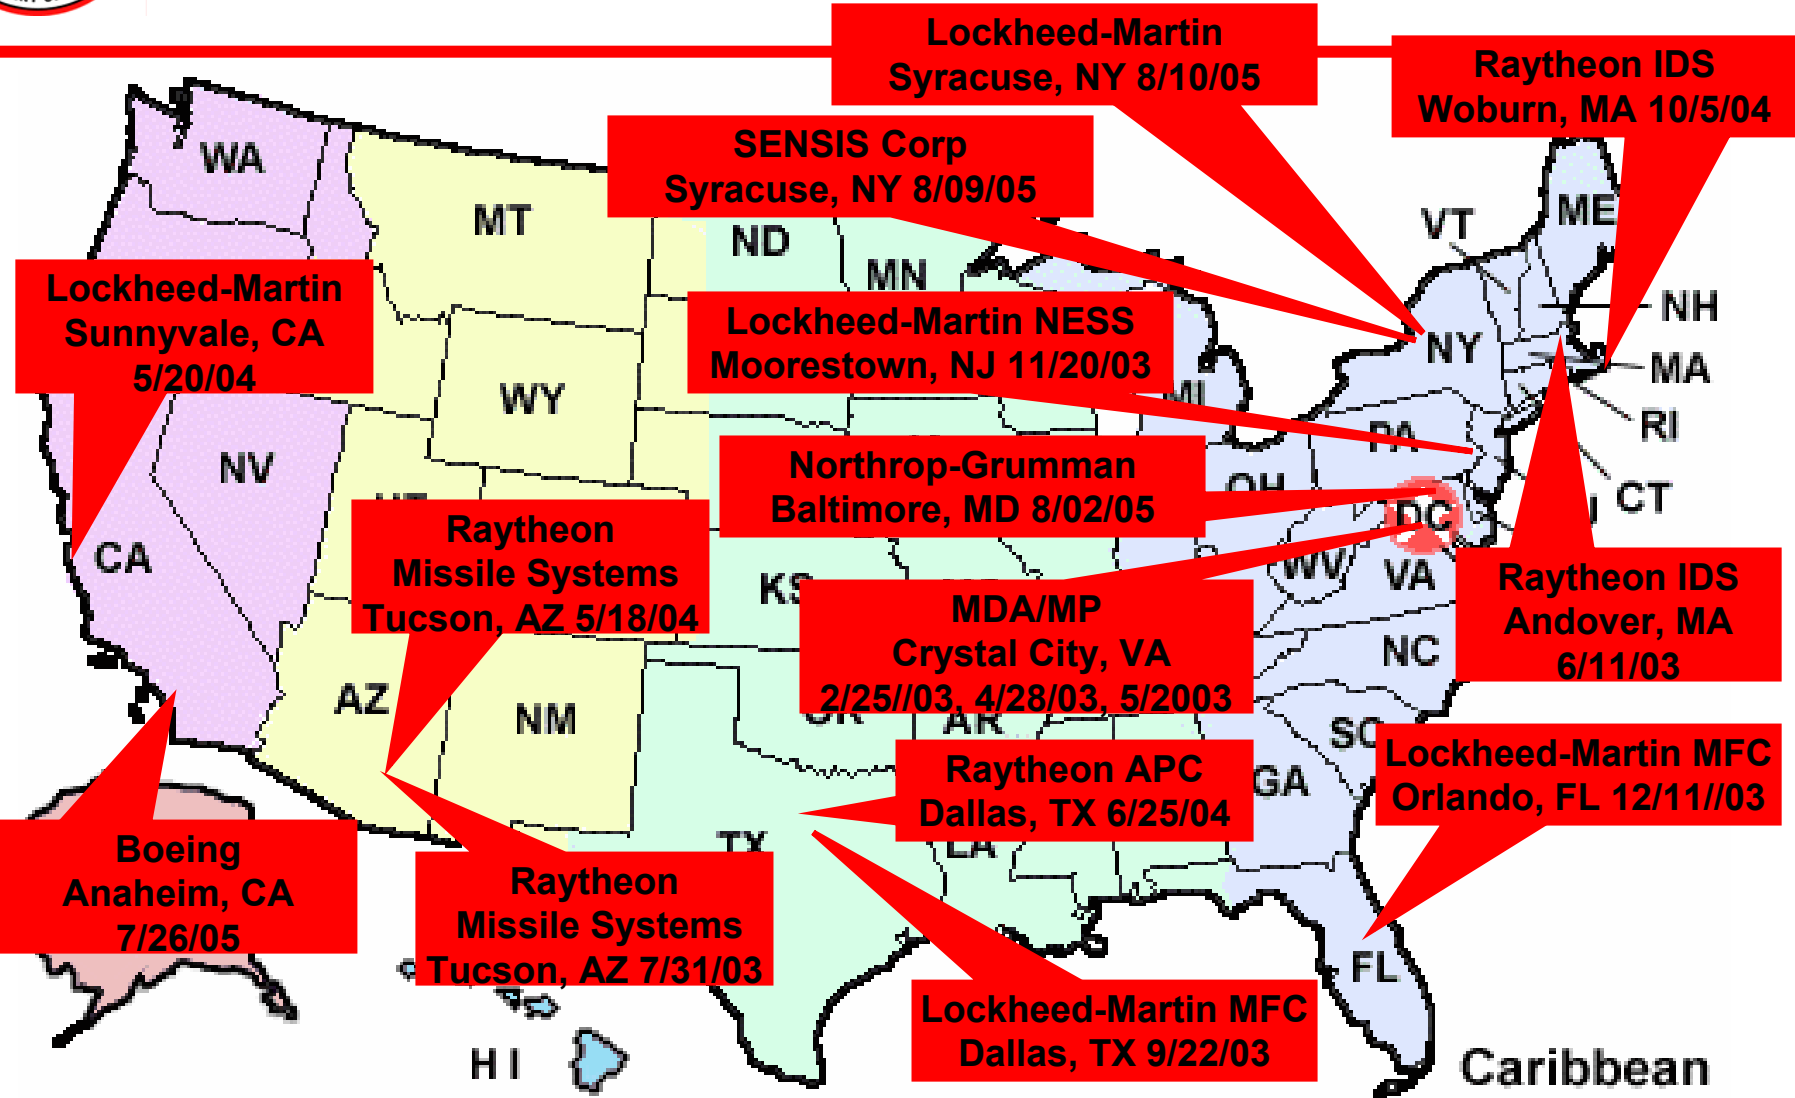 Lockheed-Martin
Syracuse, NY 8/10/05
Raytheon IDS
Woburn, MA 10/5/04
SENSIS Corp
Syracuse, NY 8/09/05
WA
MT
ND
MN
VT
ME
Lockheed-Martin
Sunnyvale, CA
5/20/04
Lockheed-Martin NESS
Moorestown, NJ 11/20/03
NH
NY
MA
WY
MI
RI
PA
NV
Northrop-Grumman
Baltimore, MD 8/02/05
OH
CT
DC
Raytheon
Missile Systems
Tucson, AZ 5/18/04
CA
KS
WV
VA
MDA/MP
Crystal City, VA
2/25//03, 4/28/03, 5/2003
Raytheon IDS
Andover, MA
6/11/03
NC
AZ
NM
OK
AR
SC
Raytheon APC
Dallas, TX 6/25/04
GA
Lockheed-Martin MFC
Orlando, FL 12/11//03
TX
LA
Boeing
Anaheim, CA
7/26/05
Raytheon
Missile Systems
Tucson, AZ 7/31/03
FL
Lockheed-Martin MFC
Dallas, TX 9/22/03
HI
Caribbean